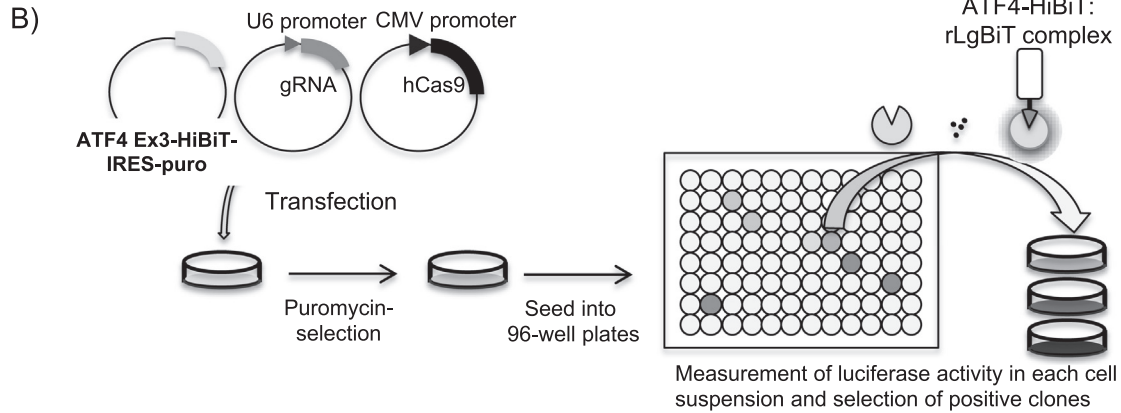 B)
U6 promoter
CMV promoter
gRNA
hCas9
ATF4 Ex3-HiBiT-
IRES-puro
Transfection
Puromycin-
selection
Seed into
96-well plates
ATF4-HiBiT:
rLgBiT complex
Measurement of luciferase activity in each cell
suspension and selection of positive clones